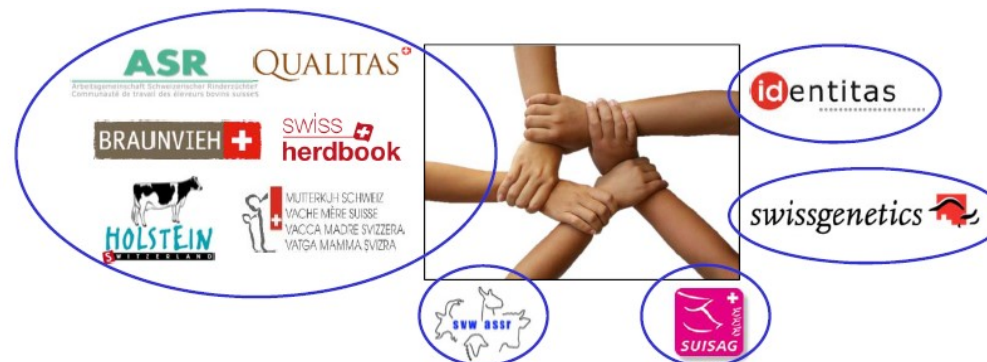 ASR
Arbeitsgemeinschaft Schweizerischer Rinderzüchter
Communauté de travail des éleveurs bovins suisses
QUALITAS
BRAUNVIEH
swiss
herdbook
HOLSTEIN
SWITZERLAND
MUTTERKUH SCHWEIZ
VACHE MÈRE SUISSE
VACCA MADRE SVIZZERA
VATGA MAMMA SVIZRA
identitas
swissgenetics
svw assr
SUISAG